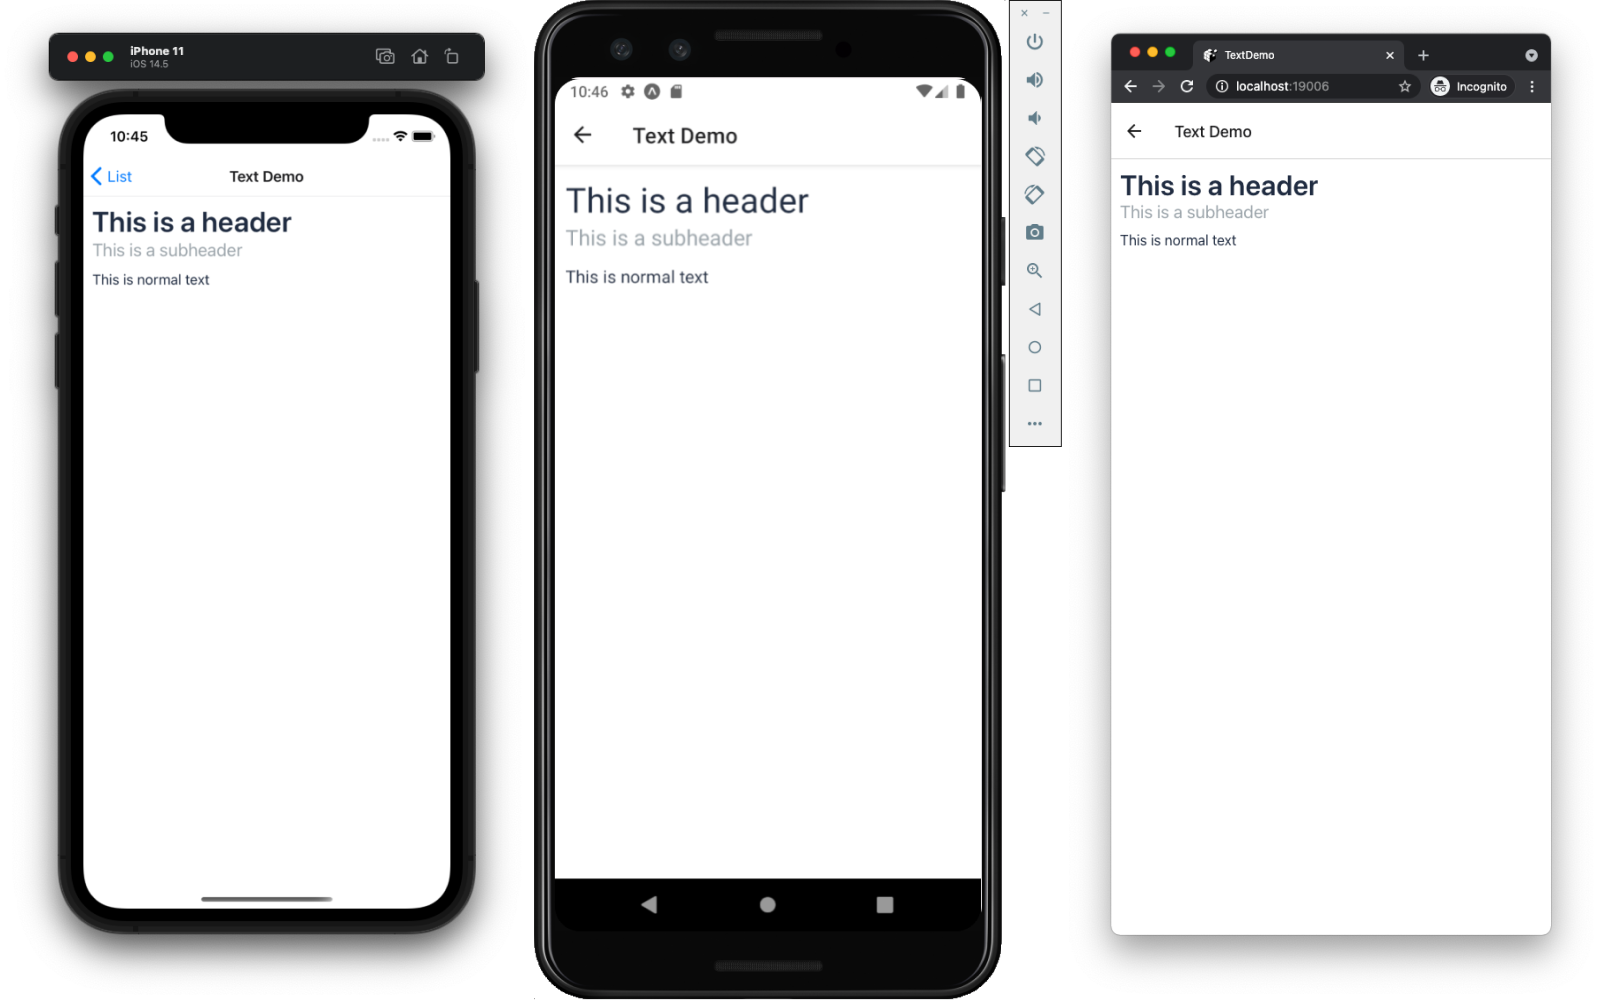 iPhone 11
iOS 14.5
10:45
List
Text Demo
This is a header
This is a subheader
This is normal text
10:46
Text Demo
This is a header
This is a subheader
This is normal text
TextDemo
localhost:19006
Incognito
Text Demo
This is a header
This is a subheader
This is normal text